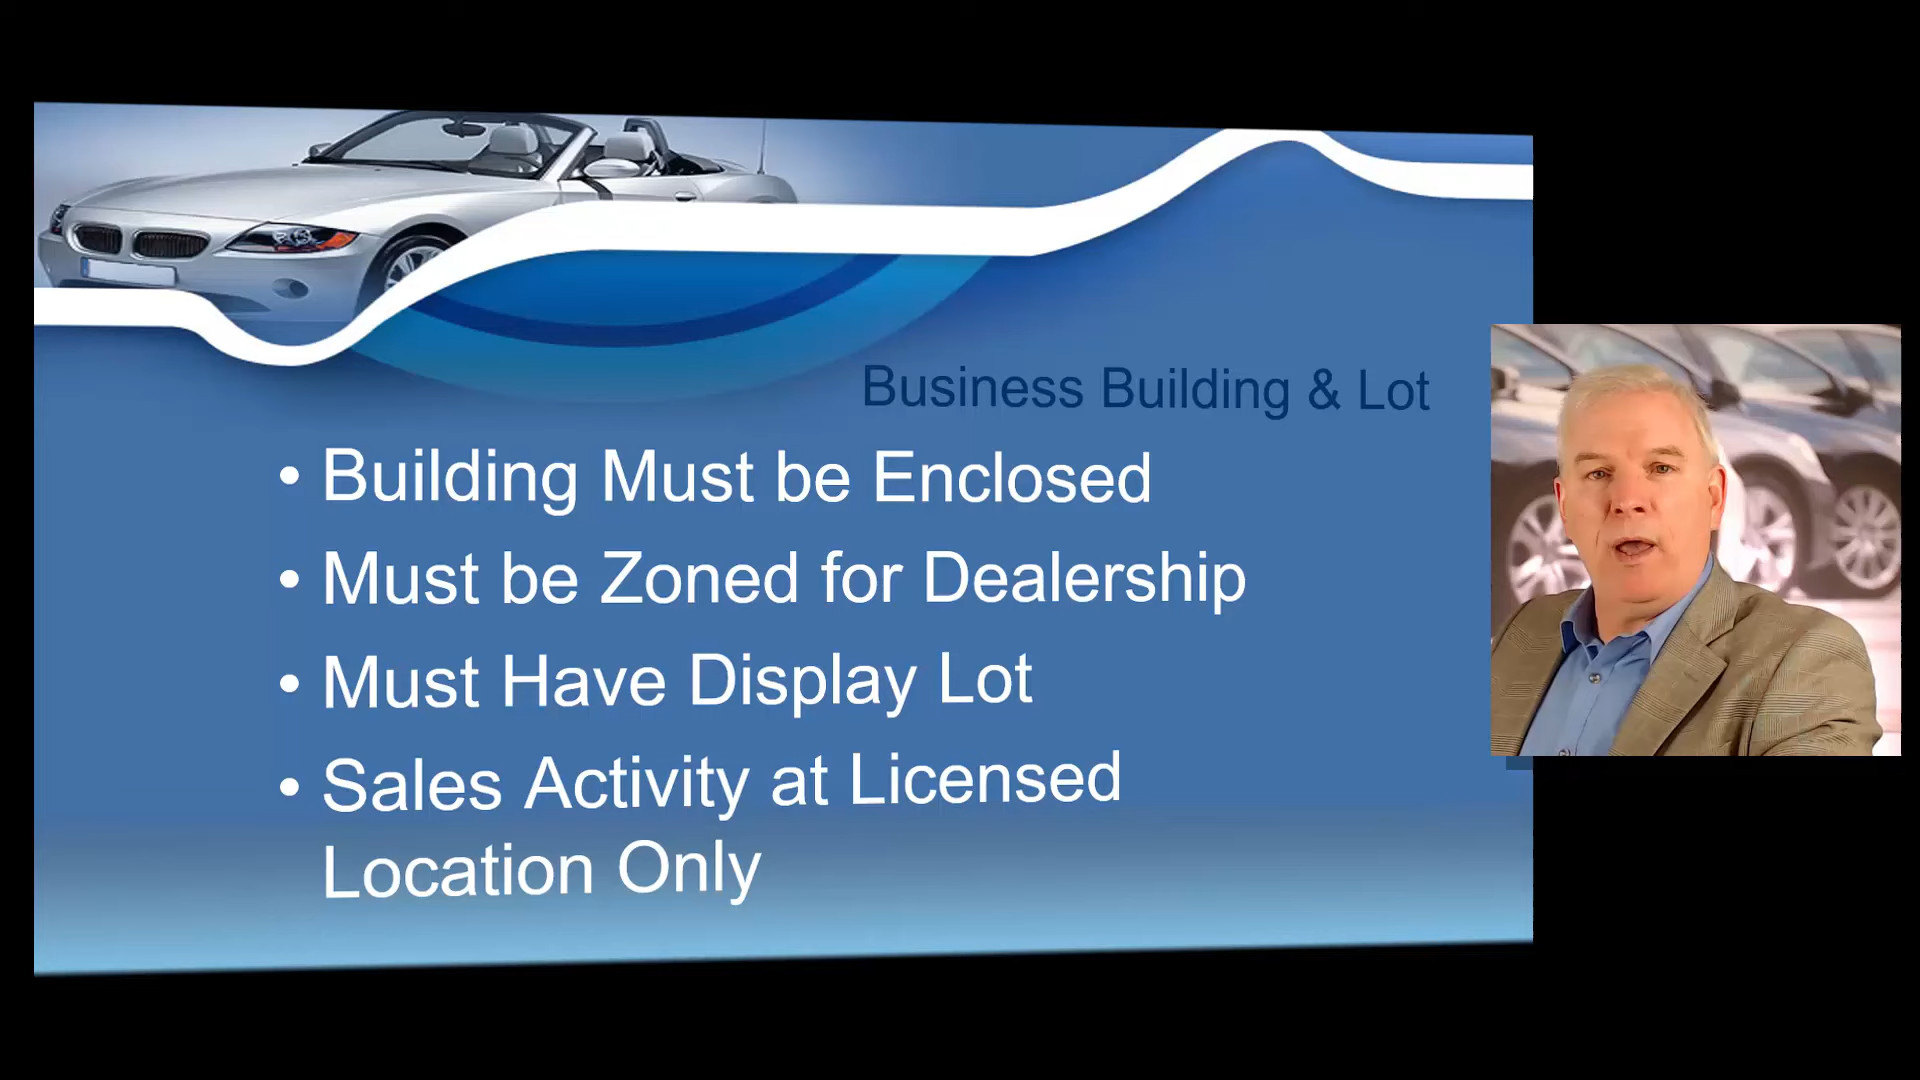 Business Building & Lot
• Building Must be Enclosed
• Must be Zoned for Dealership
• Must Have Display Lot
• Sales Activity at Licensed
Location Only